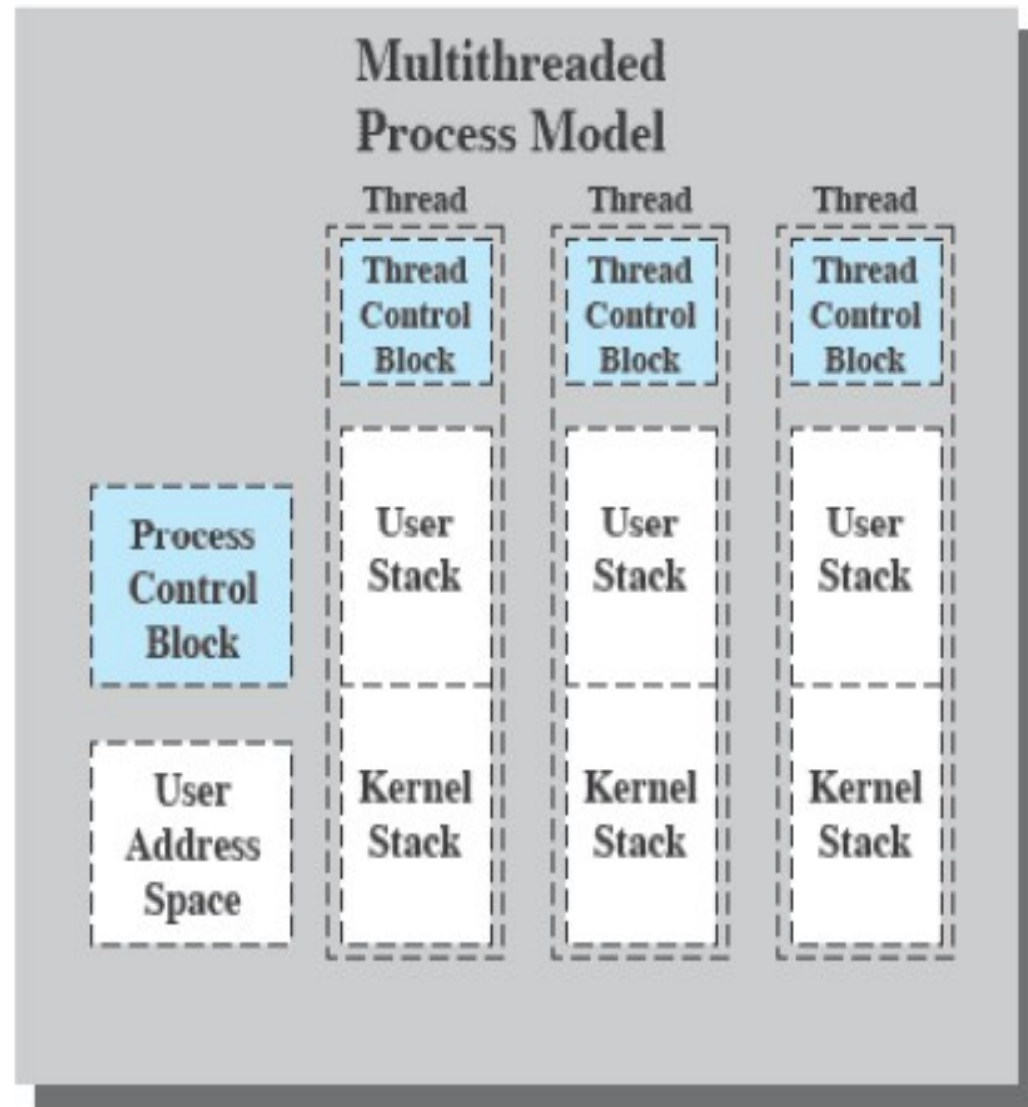 Multithreaded
Process Model
Thread
Thread
Control
Block
User
Stack
Kernel
Stack
Thread
Thread
Control
Block
User
Stack
Kernel
Stack
Thread
Thread
Control
Block
User
Stack
Kernel
Stack
Process
Control
Block
User
Address
Space